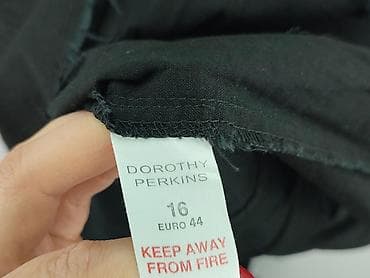 DOROTHY
PERKINS
16
EURO 44
KEEP AWAY
FROM FIRE